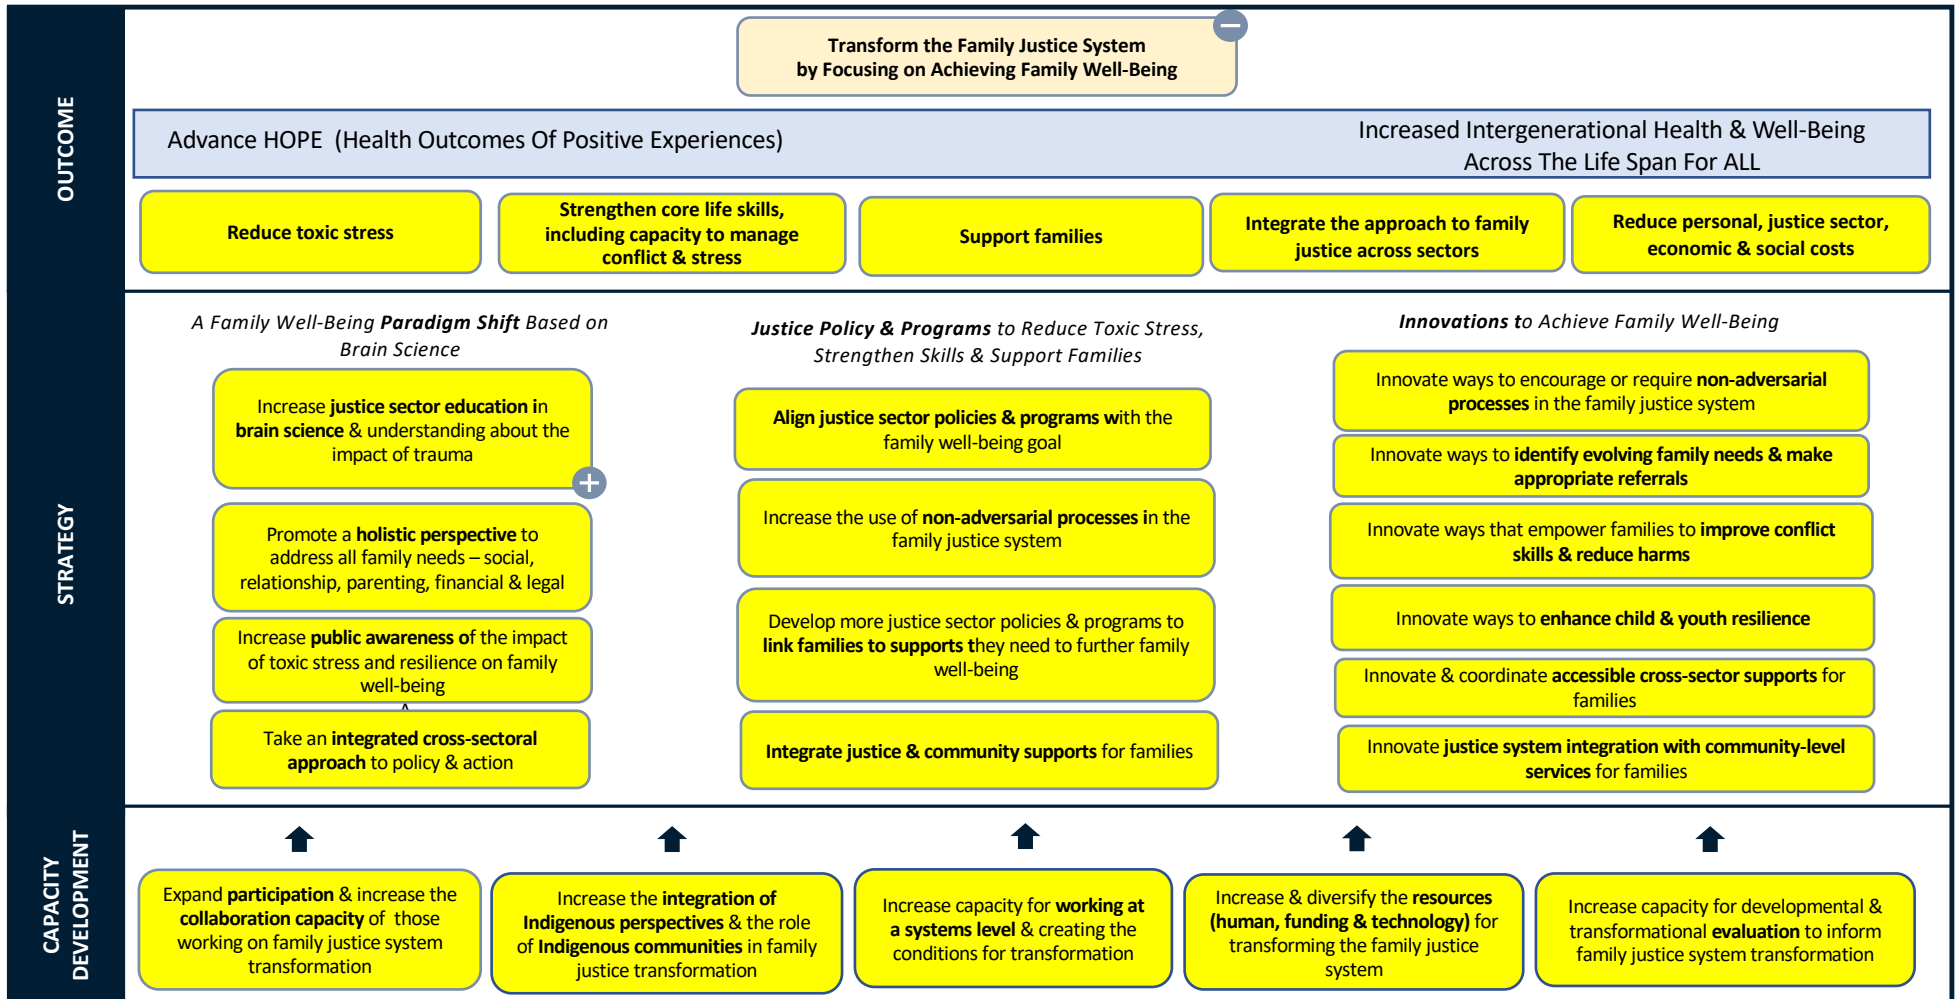 Transform the Family Justice System
by Focusing on Achieving Family Well-Being
OUTCOME
Advance HOPE (Health Outcomes Of Positive Experiences)
Increased Intergenerational Health & Well-Being
Across The Life Span For ALL
Reduce toxic stress
Strengthen core life skills,
including capacity to manage
conflict & stress
Support families
Integrate the approach to family
justice across sectors
Reduce personal, justice sector,
economic & social costs
STRATEGY
A Family Well-Being Paradigm Shift Based on
Brain Science
Increase justice sector education in
brain science & understanding about the
impact of trauma
Promote a holistic perspective to
address all family needs – social,
relationship, parenting, financial & legal
Increase public awareness of the impact
of toxic stress and resilience on family
well-being
Take an integrated cross-sectoral
approach to policy & action
Justice Policy & Programs to Reduce Toxic Stress,
Strengthen Skills & Support Families
Align justice sector policies & programs with the
family well-being goal
Increase the use of non-adversarial processes in the
family justice system
Develop more justice sector policies & programs to
link families to supports they need to further family
well-being
Integrate justice & community supports for families
Innovations to Achieve Family Well-Being
Innovate ways to encourage or require non-adversarial
processes in the family justice system
Innovate ways to identify evolving family needs & make
appropriate referrals
Innovate ways that empower families to improve conflict
skills & reduce harms
Innovate ways to enhance child & youth resilience
Innovate & coordinate accessible cross-sector supports for
families
Innovate justice system integration with community-level
services for families
CAPACITY
DEVELOPMENT
Expand participation & increase the
collaboration capacity of those
working on family justice system
transformation
Increase the integration of
Indigenous perspectives & the role
of Indigenous communities in family
justice transformation
Increase capacity for working at
a systems level & creating the
conditions for transformation
Increase & diversify the resources
(human, funding & technology) for
transforming the family justice
system
Increase capacity for developmental &
transformational evaluation to inform
family justice system transformation